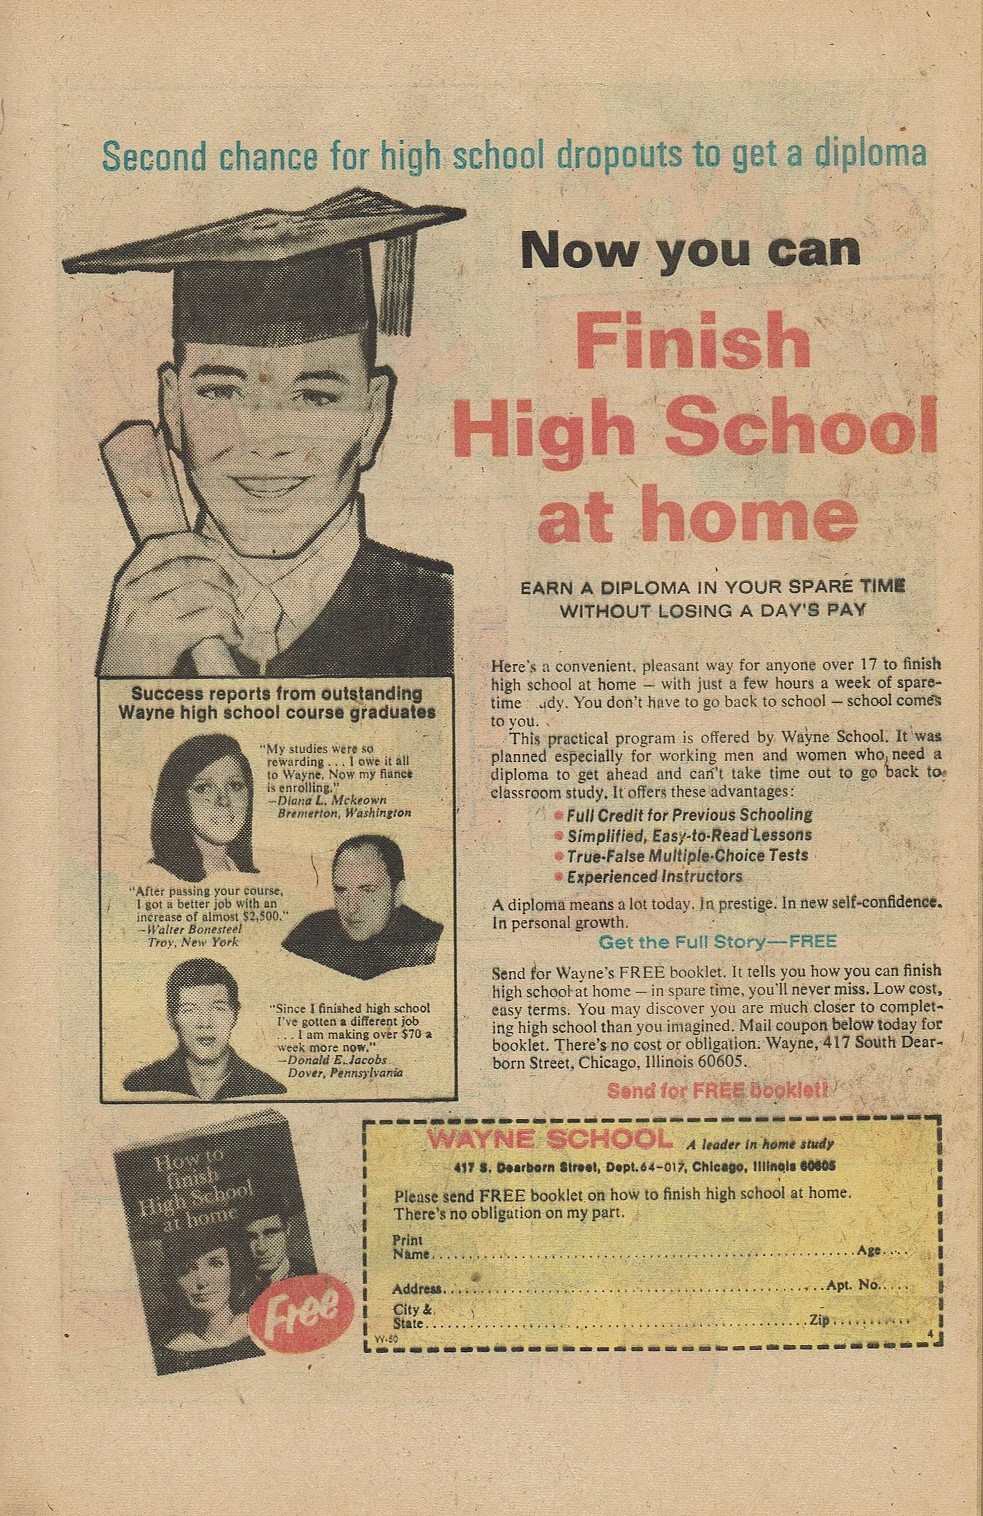 Second chance for high school dropouts to get a diploma
Now you can
Finish
High School
at home
EARN A DIPLOMA IN YOUR SPARE TIME
WITHOUT LOSING A DAY'S PAY
Here's a convenient, pleasant way for anyone over 17 to finish
high school at home — with just a few hours a week of spare-
time udy. You don't have to go back to school — school comes
to you.
This practical program is offered by Wayne School. It was
planned especially for working men and women who need a
diploma to get ahead and can't take time out to go back to
classroom study. It offers these advantages:
• Full Credit for Previous Schooling
• Simplified, Easy-to-Read Lessons
• True-False Multiple-Choice Tests
• Experienced Instructors
A diploma means a lot today. In prestige. In new self-confidence.
In personal growth.
Get the Full Story—FREE
Send for Wayne's FREE booklet. It tells you how you can finish
high school at home — in spare time, you'll never miss. Low cost,
easy terms. You may discover you are much closer to complet-
ing high school than you imagined. Mail coupon below today for
booklet. There's no cost or obligation. Wayne, 417 South Dear-
born Street, Chicago, Illinois 60605.
Send for FREE booklet!
Success reports from outstanding
Wayne high school course graduates
"My studies were so
rewarding . . . I owe it all
to Wayne. Now my fiance
is enrolling."
—Diana L. Mckeown
Bremerton, Washington
"After passing your course,
I got a better job with an
increase of almost $2,500."
—Walter Bonesteel
Troy, New York
"Since I finished high school
I've gotten a different job
. . . I am making over $70 a
week more now."
—Donald E. Jacobs
Dover, Pennsylvania
How to
finish
High School
at home
Free
WAYNE SCHOOL A leader in home study
417 S. Dearborn Street, Dept. 64-017, Chicago, Illinois 60605
Please send FREE booklet on how to finish high school at home.
There's no obligation on my part.
Print
Name Age
Address Apt. No.
City &
State Zip
W-50 4